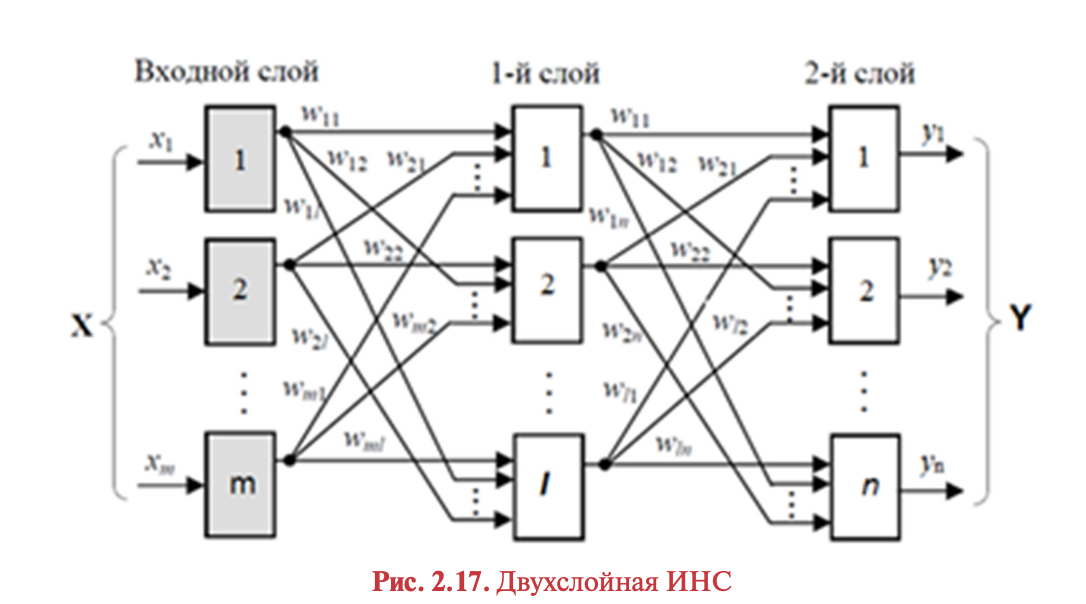 Входной слой 1-й слой 2-й слой
x₁ 1 w₁₁ 1 w₁₁ 1 y₁
w₁₂ w₂₁ w₁₂ w₂₁
w₁l w₁n
x₂ 2 w₂₂ 2 w₂₂ 2 y₂
X Y
w₂l wₘ₂ w₂n wl₂
wₘ₁ wl₁
xₘ m wₘl l wln n yn
Рис. 2.17. Двухслойная ИНС